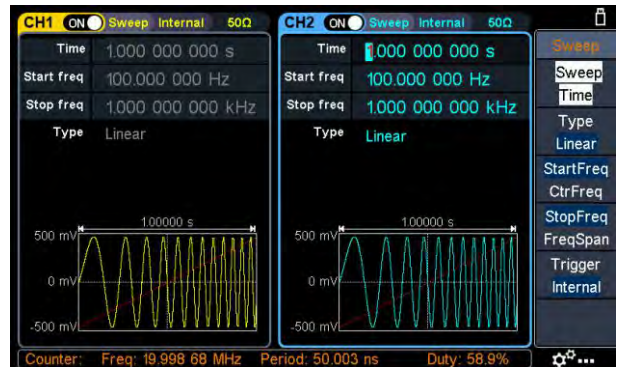 CH1 ON Sweep Internal 50Ω
Time 1.000 000 000 s
Start freq 100.000 000 Hz
Stop freq 1.000 000 000 kHz
Type Linear
1.00000 s
500 mV
0 mV
-500 mV
CH2 ON Sweep Internal 50Ω
Time 1.000 000 000 s
Start freq 100.000 000 Hz
Stop freq 1.000 000 000 kHz
Type Linear
1.00000 s
500 mV
0 mV
-500 mV
Sweep
Sweep
Time
Type
Linear
StartFreq
CtrFreq
StopFreq
FreqSpan
Trigger
Internal
Counter: Freq: 19.998 68 MHz Period: 50.003 ns Duty: 58.9%